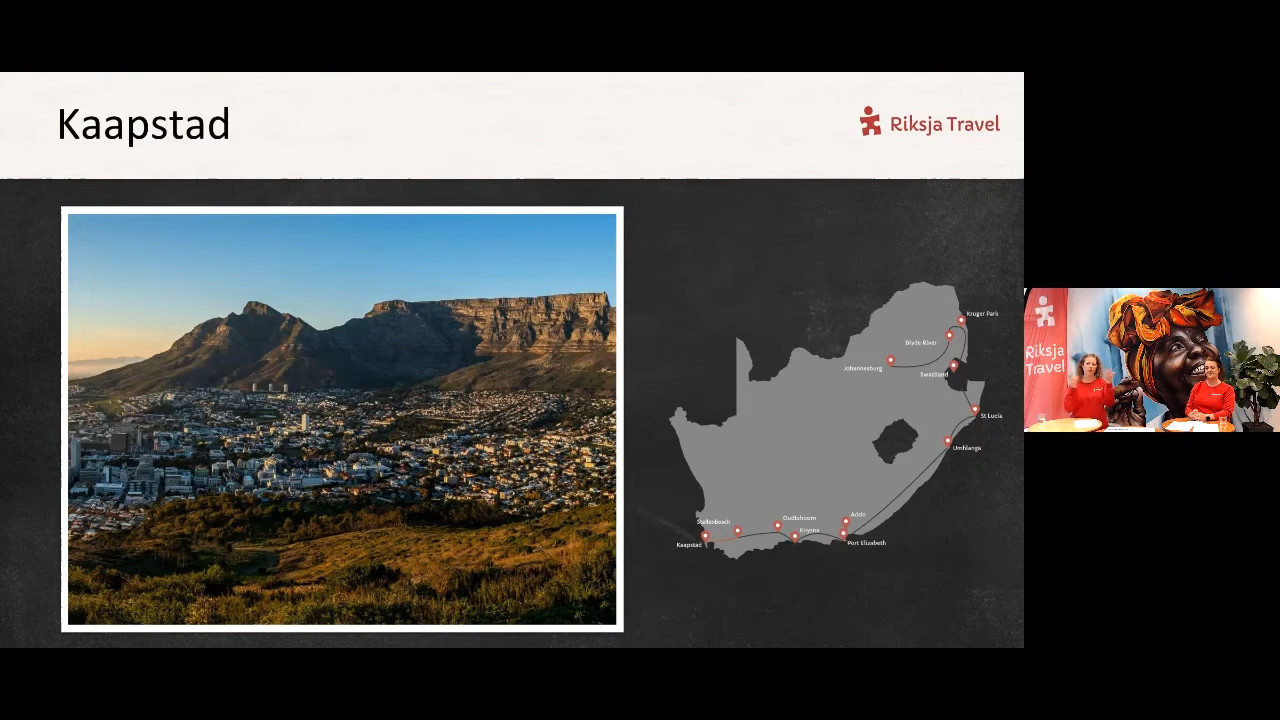 Kaapstad
Riksja Travel
Kruger Park
Blyde River
Johannesburg
Swaziland
St Lucia
Umhlanga
Addo
Oudtshoorn
Stellenbosch
Knysna
Kaapstad
Port Elizabeth
Riksja
Travel